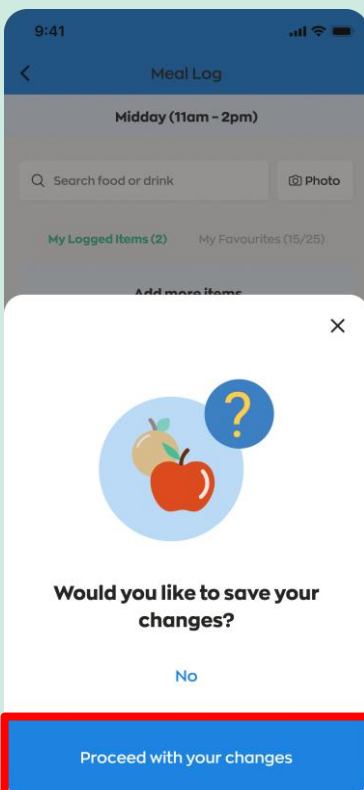 9:41
Meal Log
Midday (11am - 2pm)
Search food or drink
Photo
My Logged Items (2)
My Favourites (15/25)
Add more items
?
Would you like to save your
changes?
No
Proceed with your changes